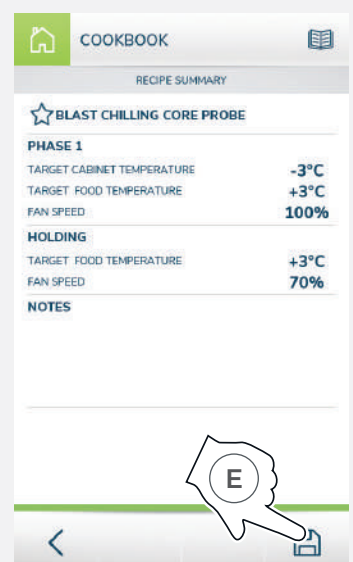 COOKBOOK
RECIPE SUMMARY
BLAST CHILLING CORE PROBE
PHASE 1
TARGET CABINET TEMPERATURE -3°C
TARGET FOOD TEMPERATURE +3°C
FAN SPEED 100%
HOLDING
TARGET FOOD TEMPERATURE +3°C
FAN SPEED 70%
NOTES
E